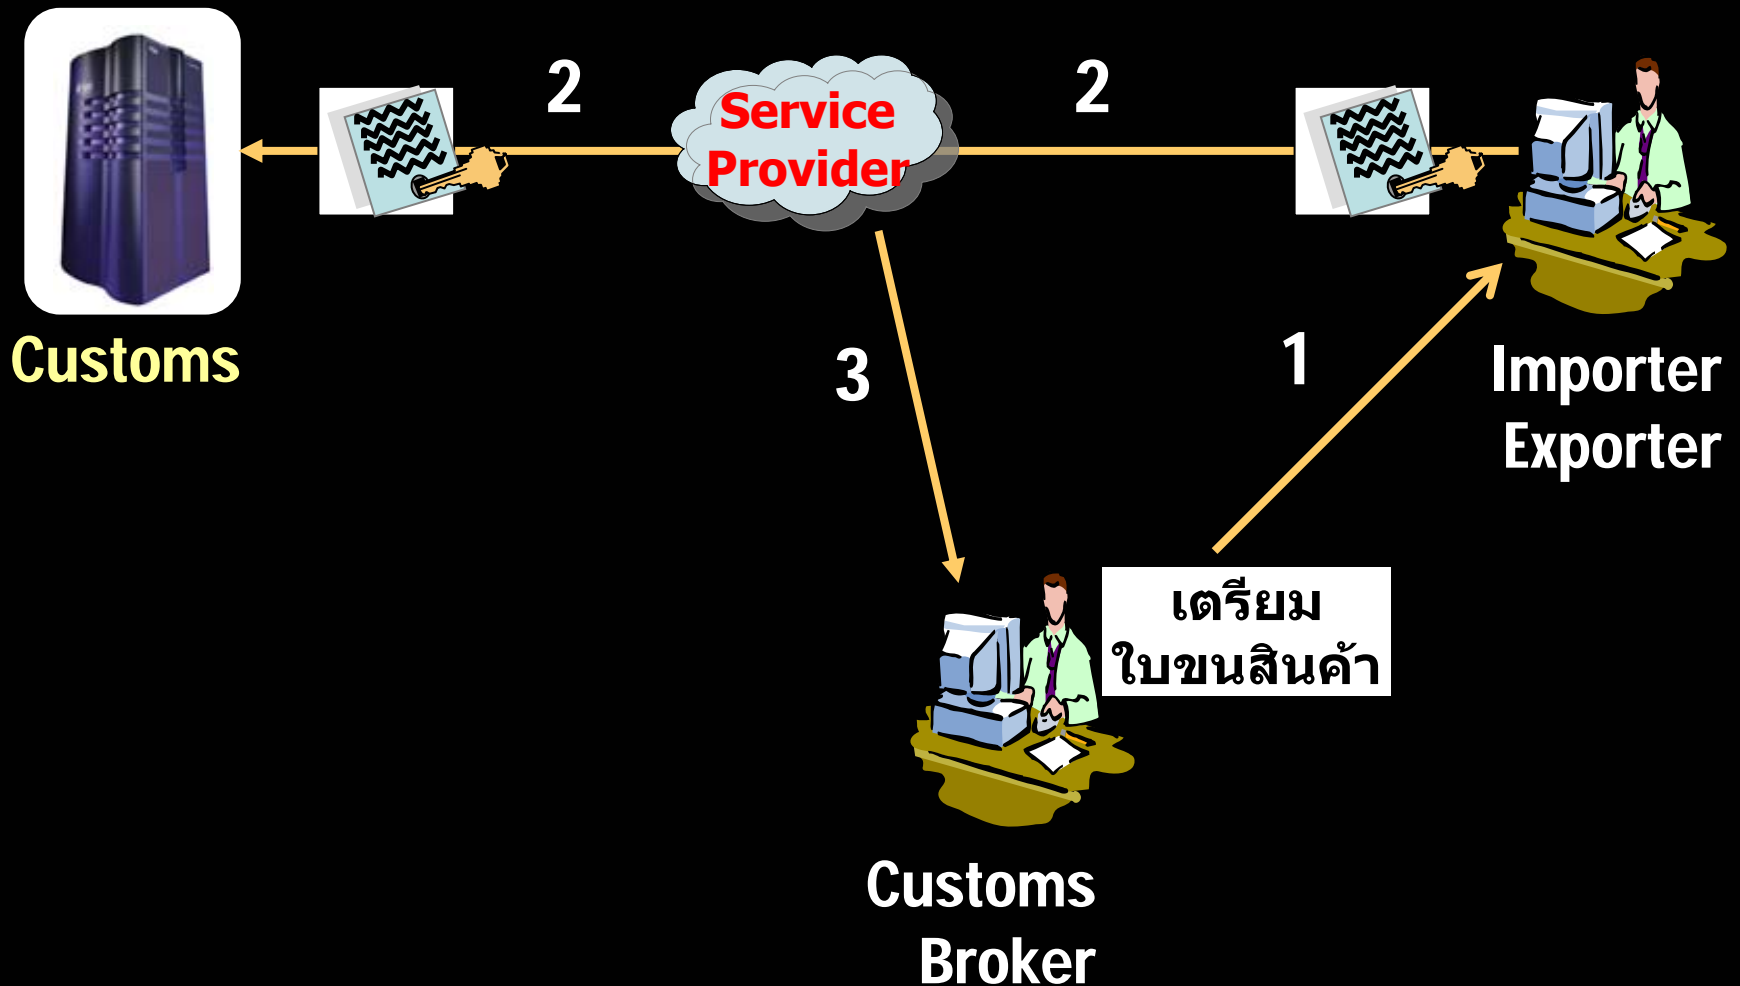 2
2
Service
Provider
Customs
3
1
Importer
Exporter
เตรียม
ใบขนสินค้า
Customs
Broker